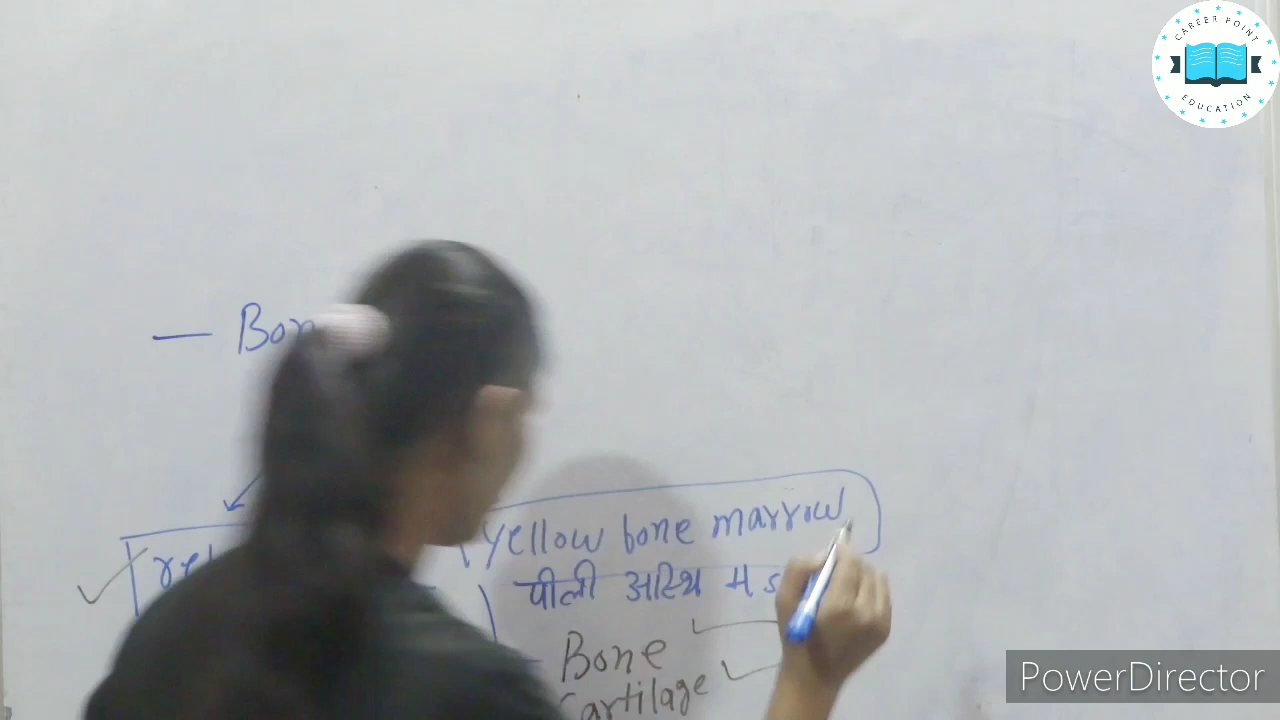 CAREER POINT
EDUCATION
— Bon
yellow bone marrow
पीली अस्थि
Bone
Cartilage
PowerDirector